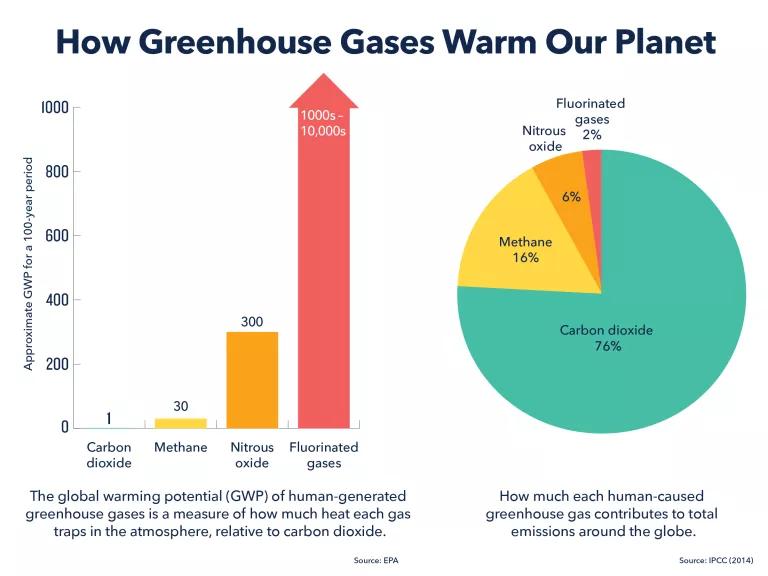 How Greenhouse Gases Warm Our Planet
Approximate GWP for a 100-year period
1000
800
600
400
200
0
1
30
300
1000s–
10,000s
Carbon
dioxide
Methane
Nitrous
oxide
Fluorinated
gases
The global warming potential (GWP) of human-generated
greenhouse gases is a measure of how much heat each gas
traps in the atmosphere, relative to carbon dioxide.
Source: EPA
Fluorinated
gases
2%
Nitrous
oxide
6%
Methane
16%
Carbon dioxide
76%
How much each human-caused
greenhouse gas contributes to total
emissions around the globe.
Source: IPCC (2014)